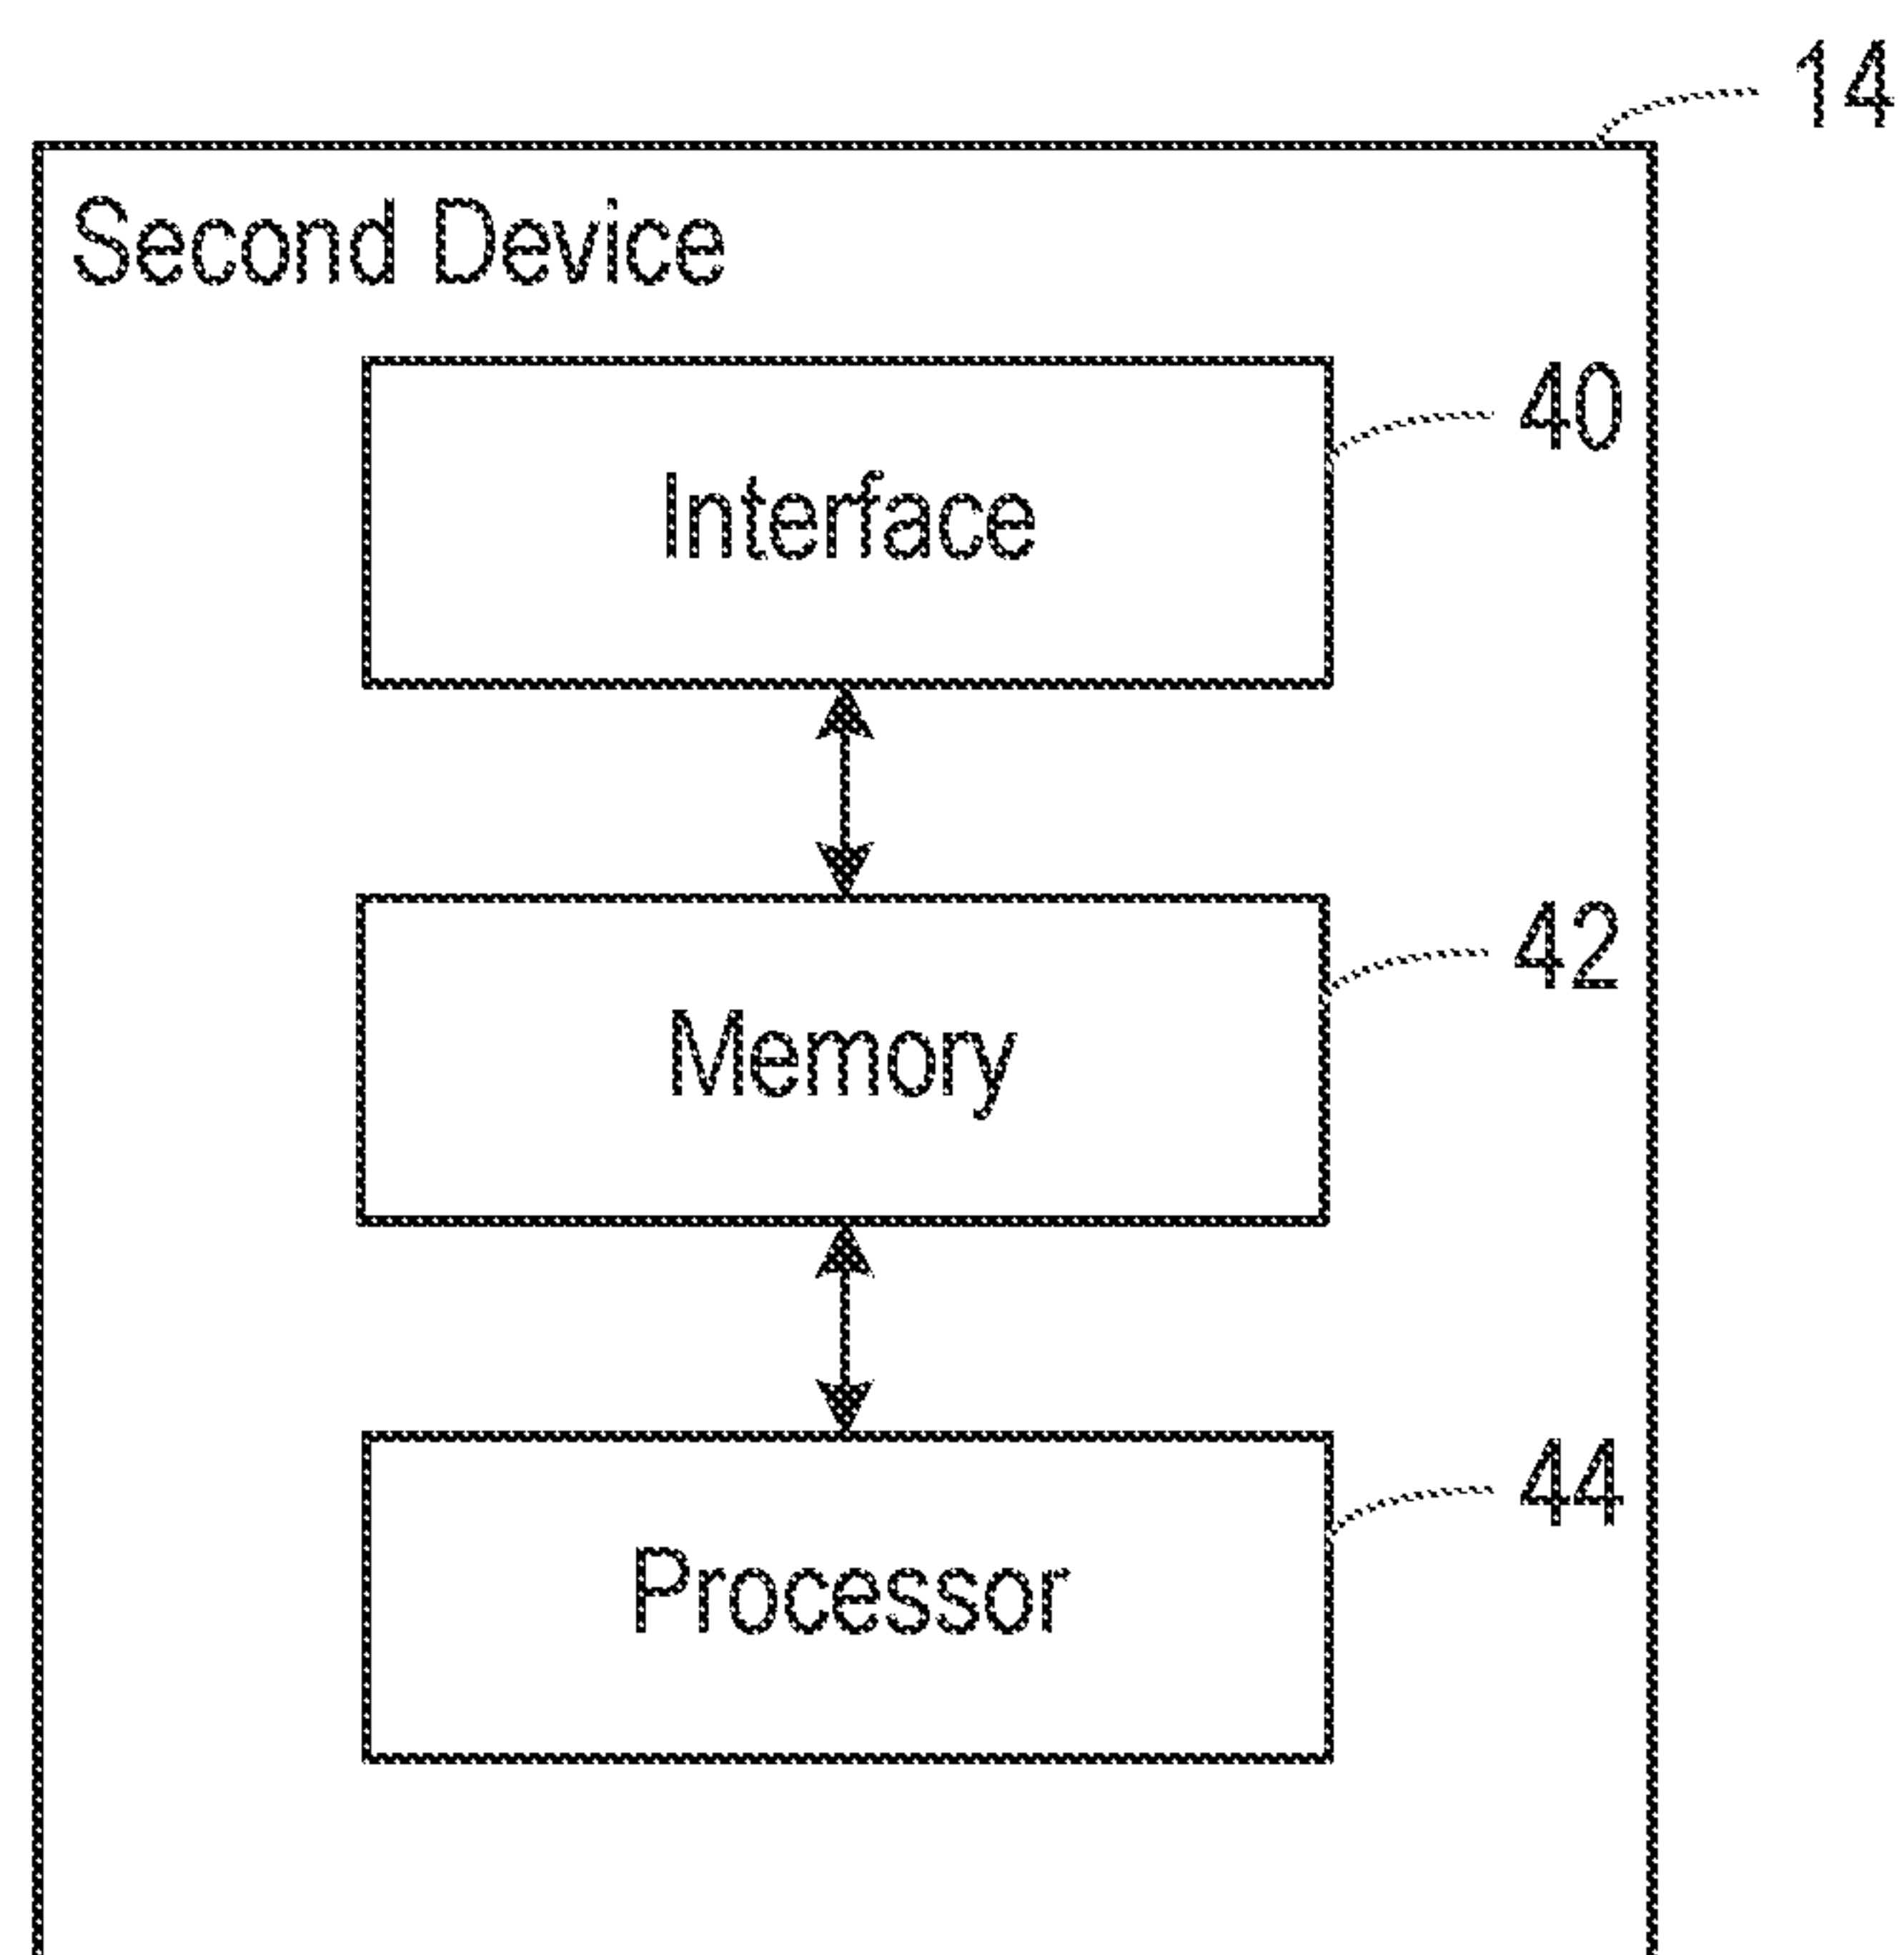 14
Second Device
40
Interface
42
Memory
44
Processor